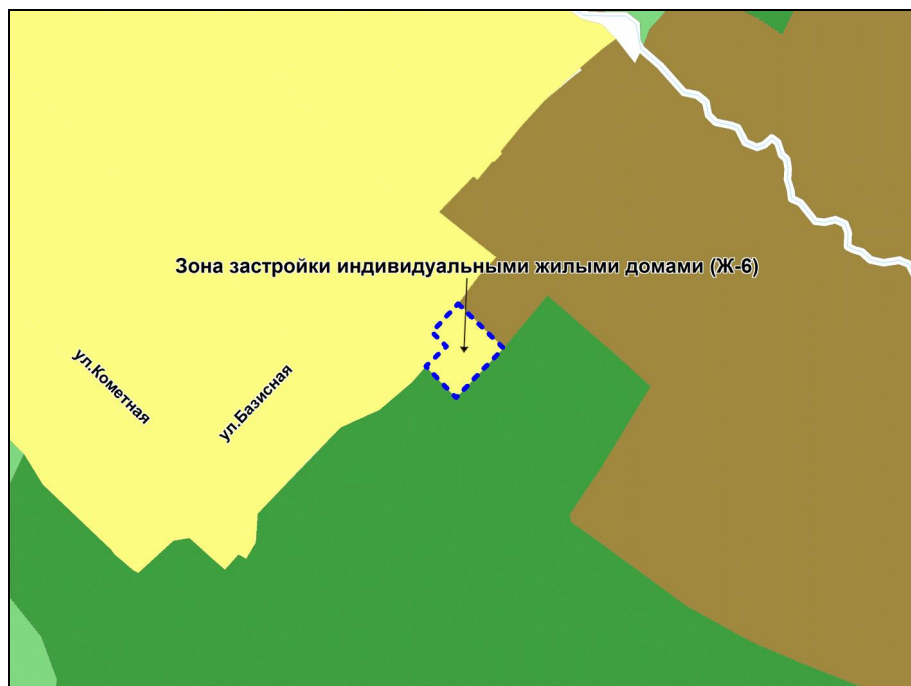 Зона застройки индивидуальными жилыми домами (Ж-6)
ул.Кометная
ул.Базисная